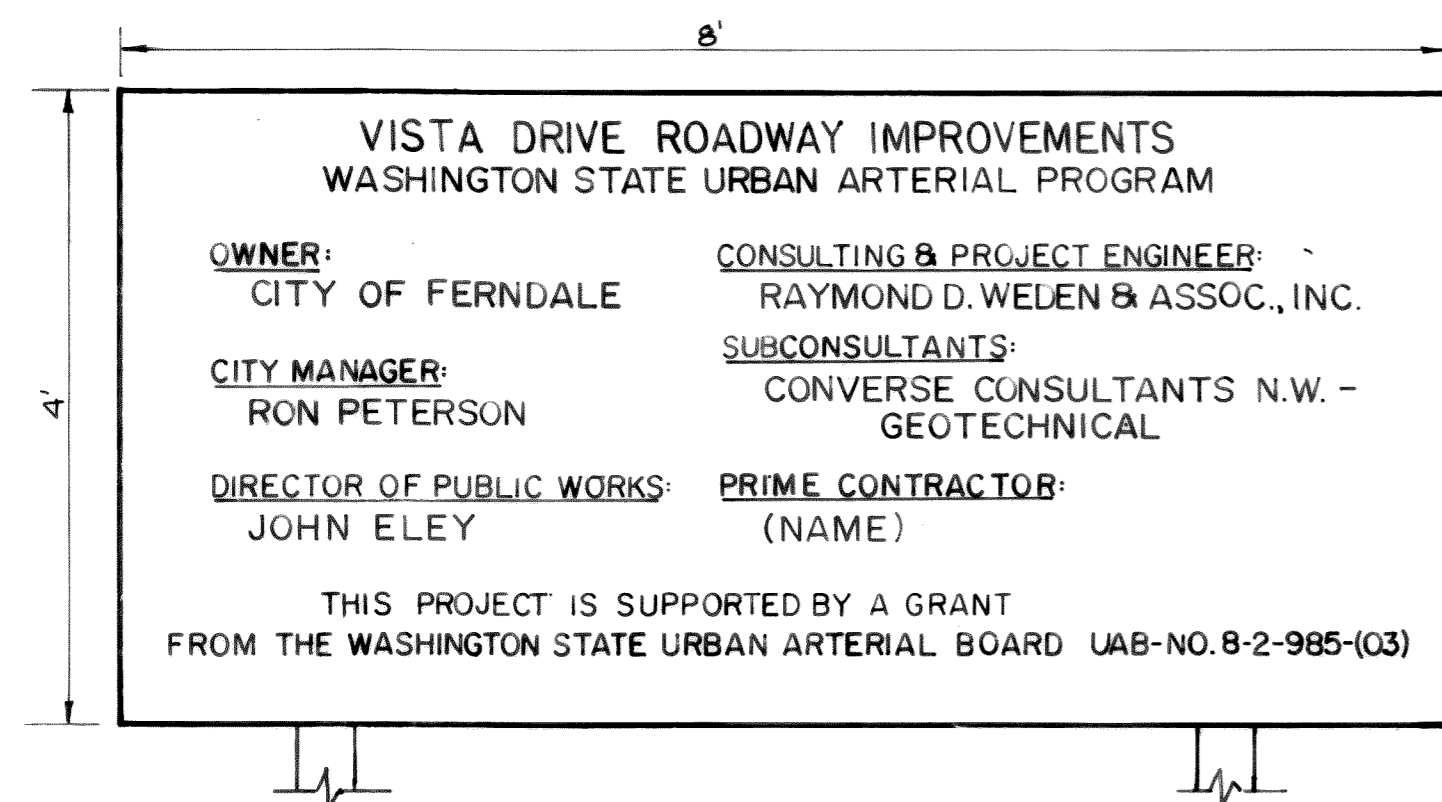 8'
4'
VISTA DRIVE ROADWAY IMPROVEMENTS
WASHINGTON STATE URBAN ARTERIAL PROGRAM
OWNER:
CITY OF FERNDALE
CITY MANAGER:
RON PETERSON
DIRECTOR OF PUBLIC WORKS:
JOHN ELEY
CONSULTING & PROJECT ENGINEER:
RAYMOND D. WEDEN & ASSOC., INC.
SUBCONSULTANTS:
CONVERSE CONSULTANTS N.W. -
GEOTECHNICAL
PRIME CONTRACTOR:
(NAME)
THIS PROJECT IS SUPPORTED BY A GRANT
FROM THE WASHINGTON STATE URBAN ARTERIAL BOARD UAB-NO. 8-2-985-(03)